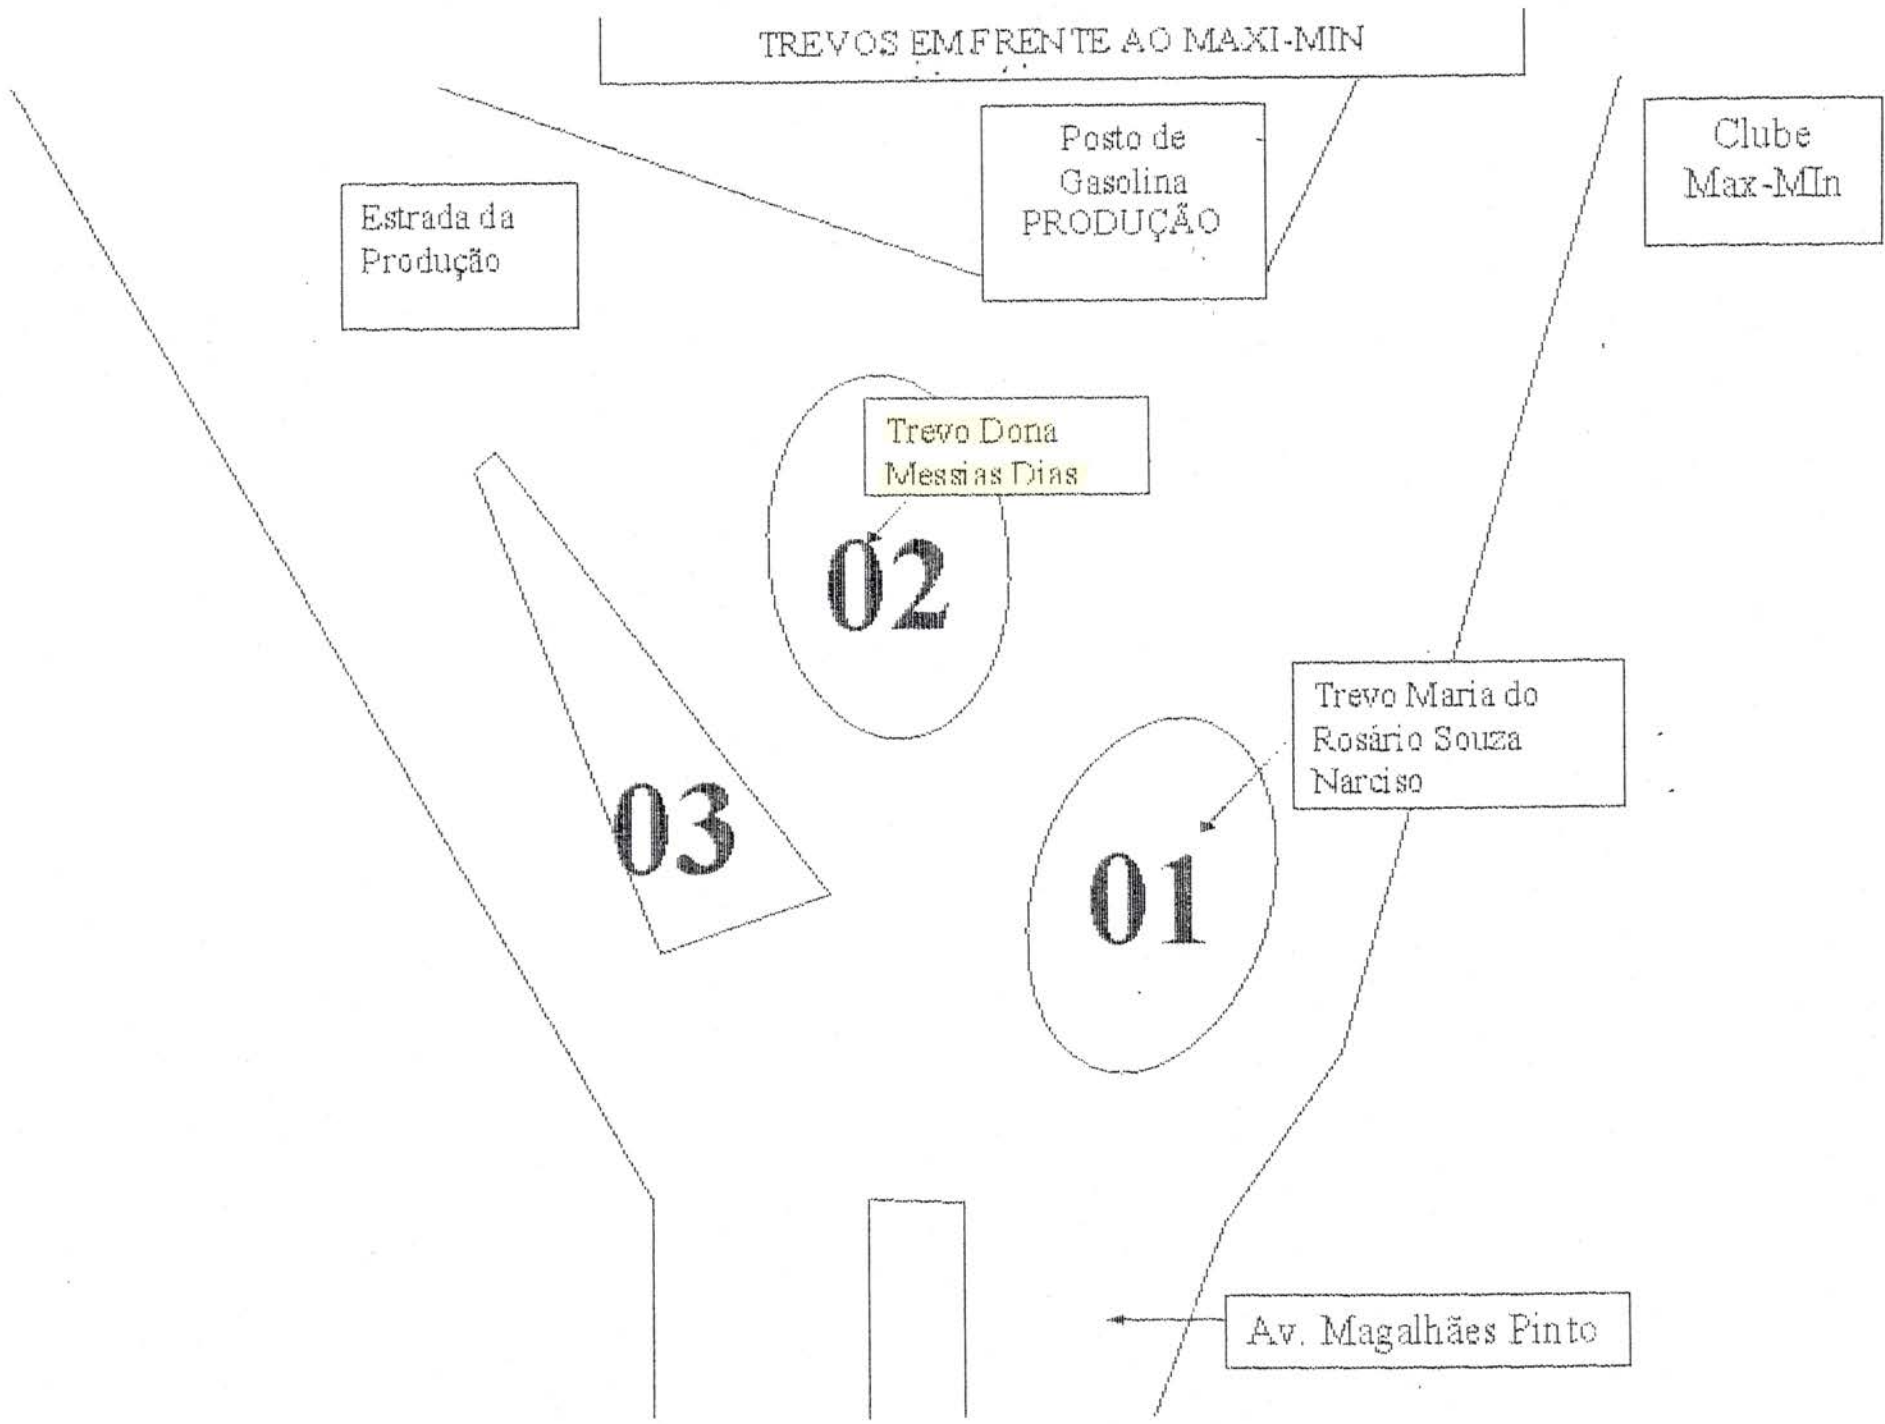 TREVOS EM FRENTE AO MAXI-MIN
Posto de
Gasolina
PRODUÇÃO
Clube
Max-MIn
Estrada da
Produção
Trevo Dona
Messias Dias
02
Trevo Maria do
Rosário Souza
Narciso
03
01
Av. Magalhães Pinto